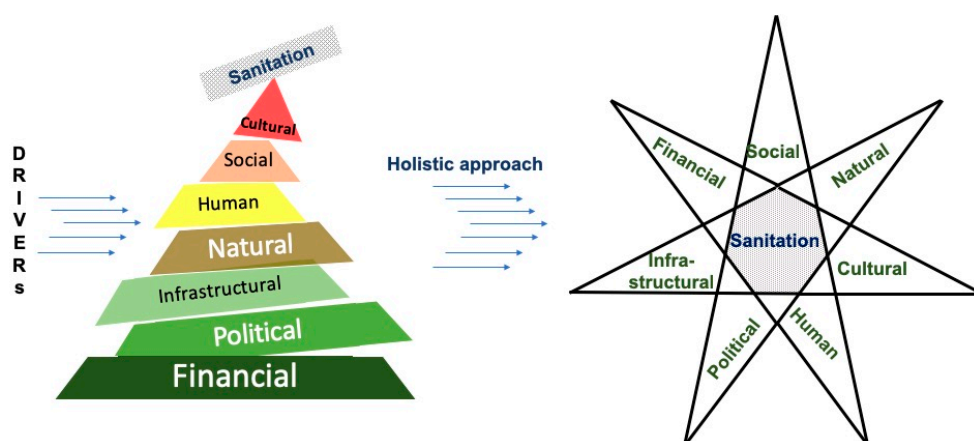 DRIVERs
Sanitation
Cultural
Social
Human
Natural
Infrastructural
Political
Financial
Holistic approach
Social
Financial
Natural
Sanitation
Infra-
structural
Cultural
Political
Human